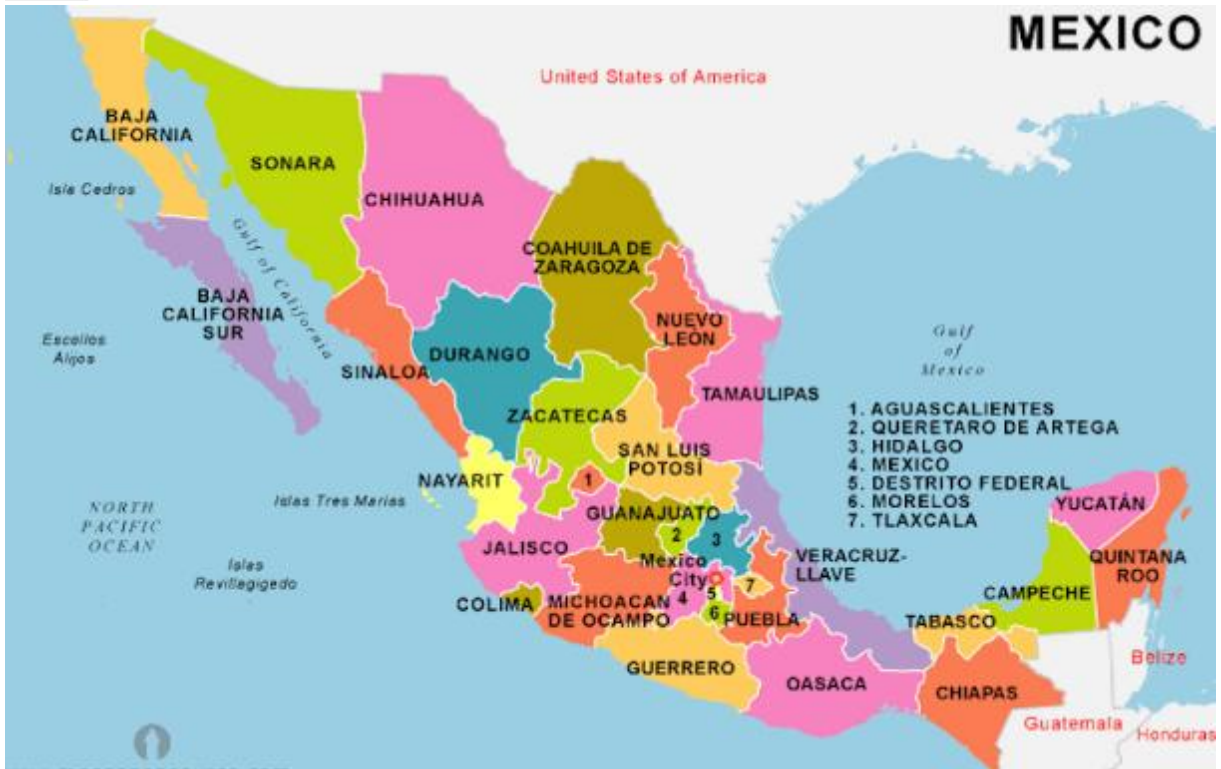 MEXICO
United States of America
BAJA
CALIFORNIA
SONARA
Isla Cedros
CHIHUAHUA
Gulf of California
COAHUILA DE
ZARAGOZA
BAJA
CALIFORNIA
SUR
NUEVO
LEÓN
Escollos
Alijos
DURANGO
SINALOA
Gulf
of
Mexico
ZACATECAS
TAMAULIPAS
1. AGUASCALIENTES
2. QUERETARO DE ARTEGA
3. HIDALGO
4. MEXICO
5. DESTRITO FEDERAL
6. MORELOS
7. TLAXCALA
SAN LUIS
POTOSÍ
NAYARIT
1
Islas Tres Marias
NORTH
PACIFIC
OCEAN
GUANAJUATO
2
3
YUCATÁN
JALISCO
Mexico
City
VERACRUZ-
LLAVE
QUINTANA
ROO
Islas
Revillagigedo
COLIMA
MICHOACAN
DE OCAMPO
4
5
6
7
PUEBLA
CAMPECHE
TABASCO
GUERRERO
OASACA
CHIAPAS
Belize
Guatemala
Honduras